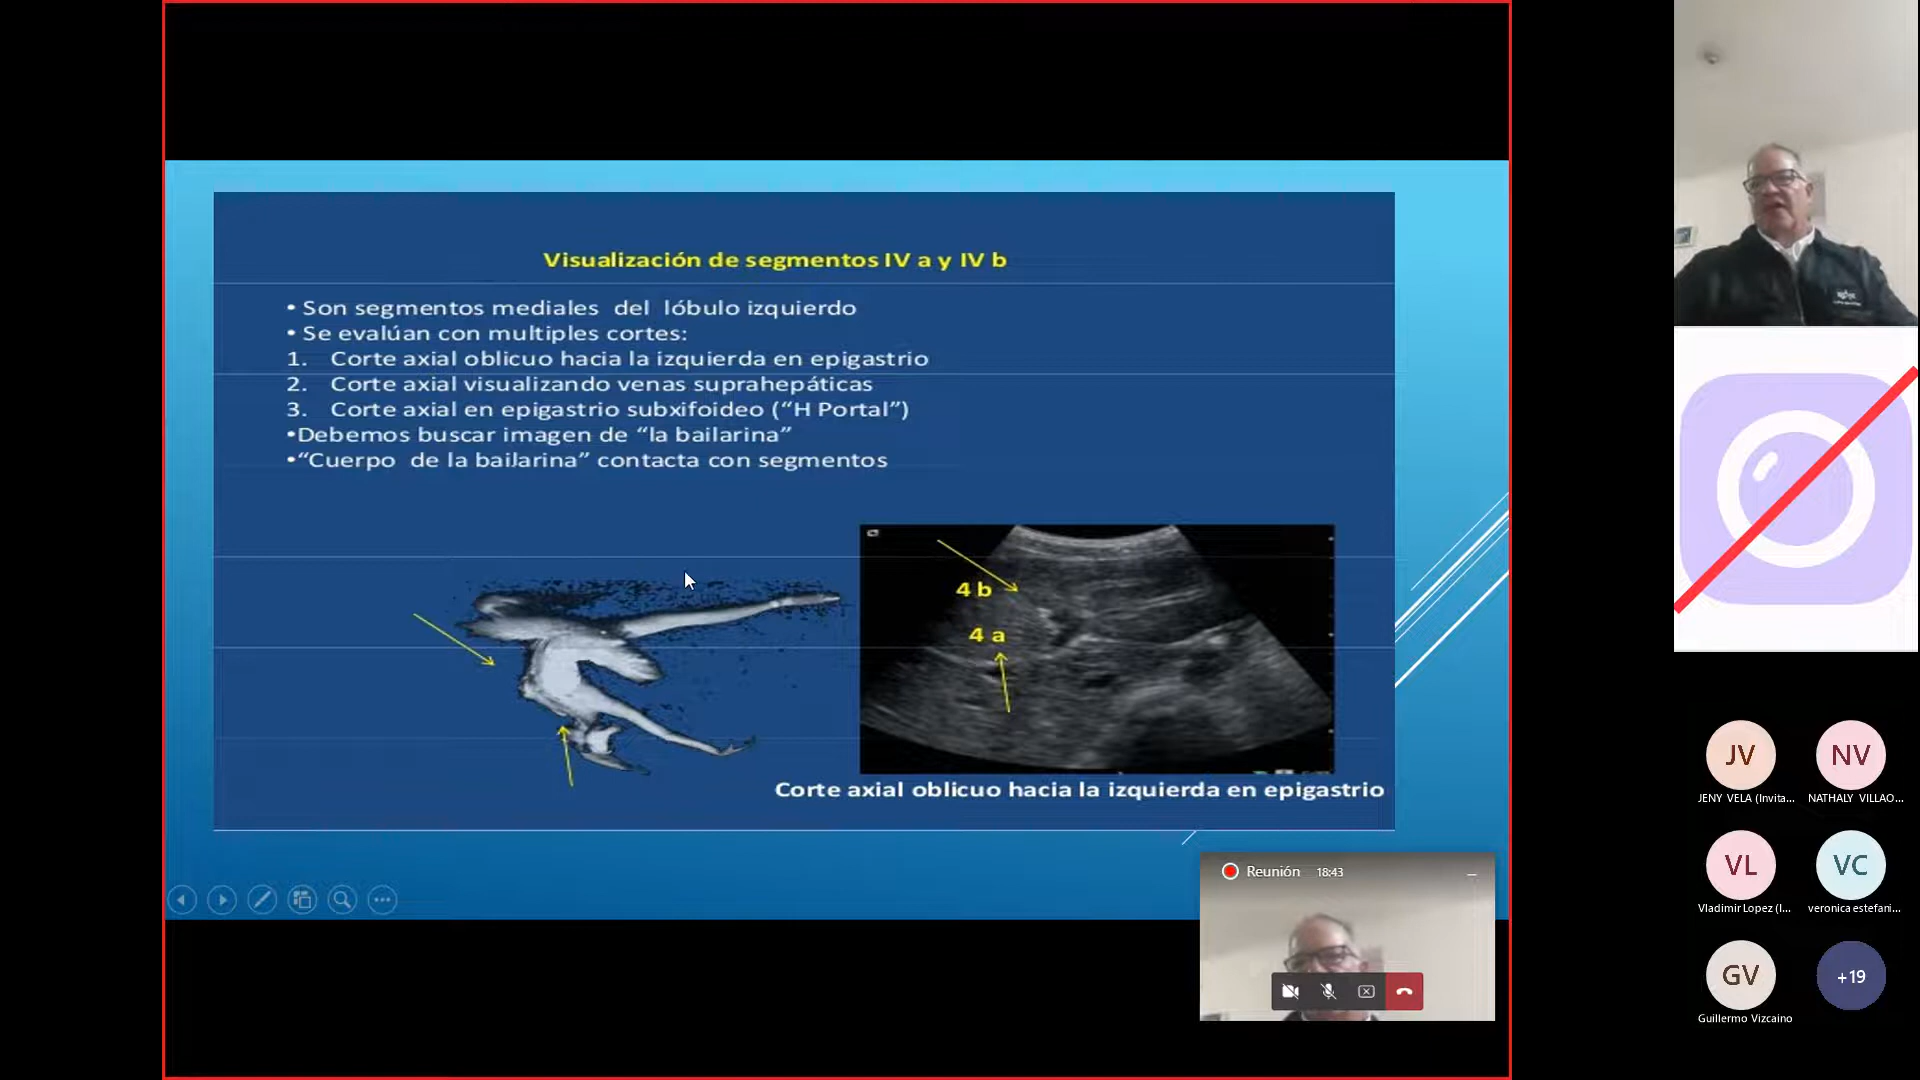 Visualización de segmentos IV a y IV b
• Son segmentos mediales del lóbulo izquierdo
• Se evalúan con multiples cortes:
1. Corte axial oblicuo hacia la izquierda en epigastrio
2. Corte axial visualizando venas suprahepáticas
3. Corte axial en epigastrio subxifoideo (“H Portal”)
•Debemos buscar imagen de “la bailarina”
•“Cuerpo de la bailarina” contacta con segmentos
4 b
4 a
Corte axial oblicuo hacia la izquierda en epigastrio
Reunión 18:43
JV
NV
JENY VELA (Invita...
NATHALY VILLAO...
VL
VC
Vladimir Lopez (I...
veronica estefani...
GV
+19
Guillermo Vizcaino